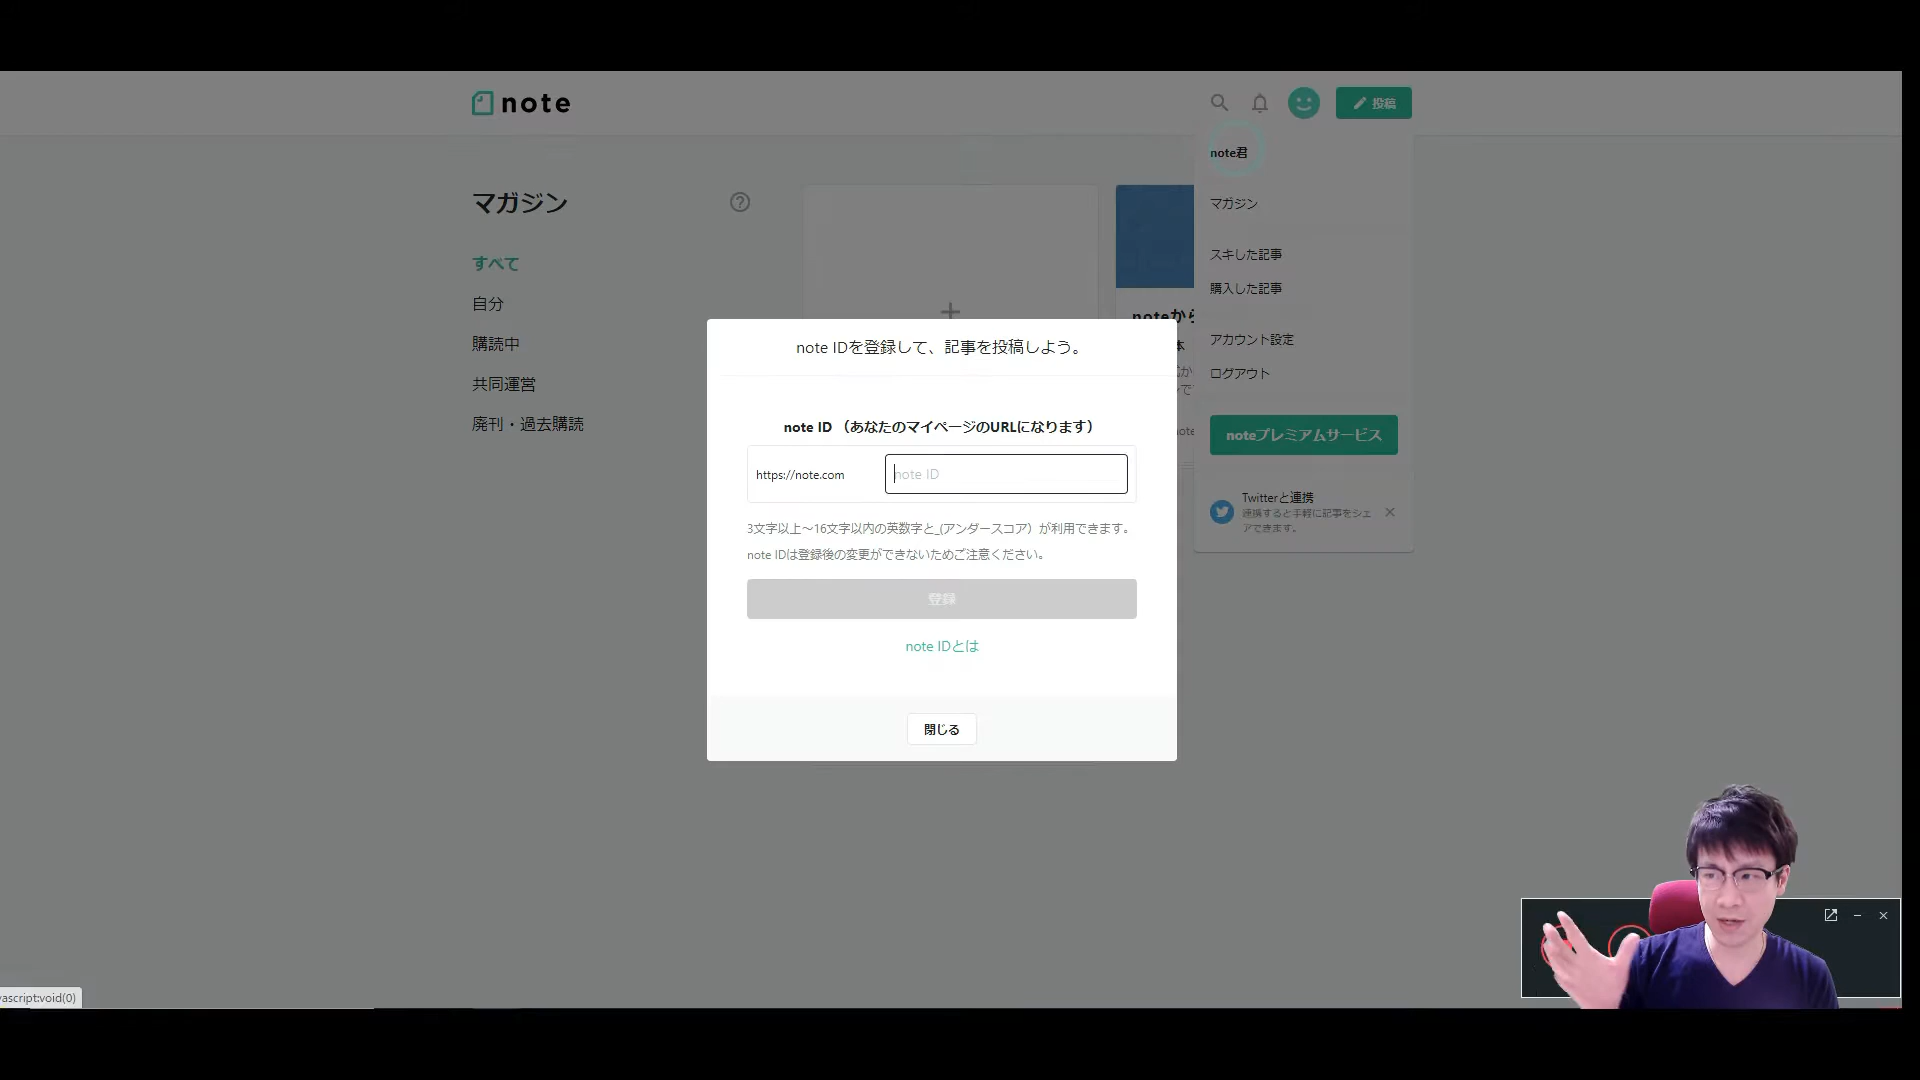 note
投稿
note君
マガジン
スキした記事
購入した記事
アカウント設定
ログアウト
noteプレミアムサービス
Twitterと連携
連携すると手軽に記事をシェ
アできます。
マガジン
すべて
自分
購読中
共同運営
廃刊・過去購読
noteから
本
note
note IDを登録して、記事を投稿しよう。
note ID （あなたのマイページのURLになります）
https://note.com
note ID
3文字以上〜16文字以内の英数字と_(アンダースコア）が利用できます。
note IDは登録後の変更ができないためご注意ください。
登録
note IDとは
閉じる
vascript:void(0)